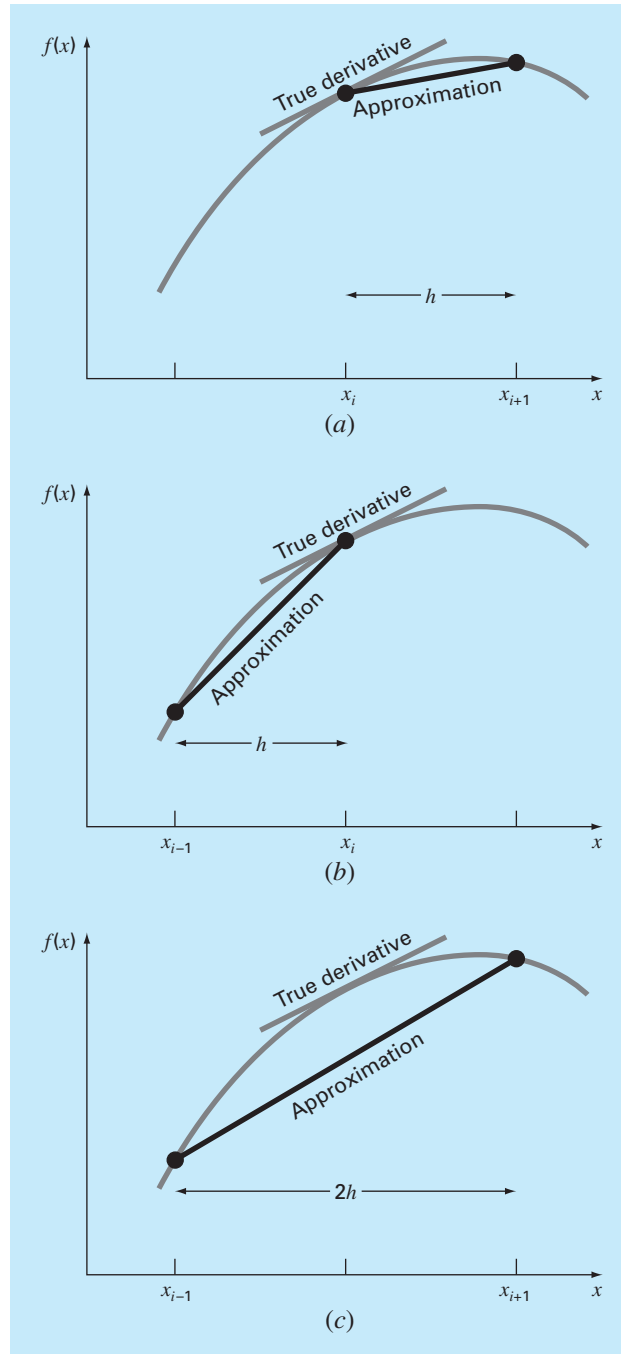 f(x)
True derivative
Approximation
h
xᵢ
xᵢ₊₁
x
(a)
f(x)
True derivative
Approximation
h
xᵢ₋₁
xᵢ
x
(b)
f(x)
True derivative
Approximation
2h
xᵢ₋₁
xᵢ₊₁
x
(c)